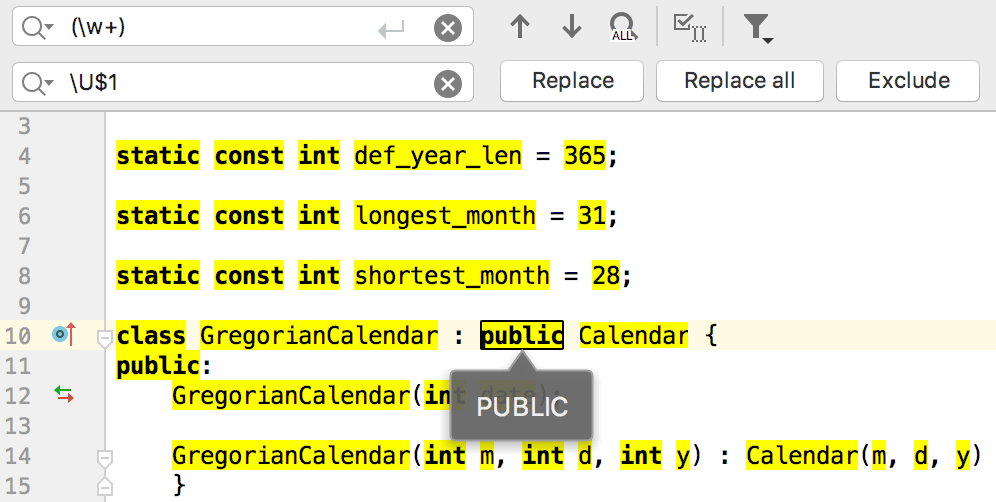 (\w+)
ALL
\U$1
Replace
Replace all
Exclude
3
4 static const int def_year_len = 365;
5
6 static const int longest_month = 31;
7
8 static const int shortest_month = 28;
9
10 class GregorianCalendar : public Calendar {
11 public:
12 GregorianCalendar(int date);
PUBLIC
13
14 GregorianCalendar(int m, int d, int y) : Calendar(m, d, y)
15 }